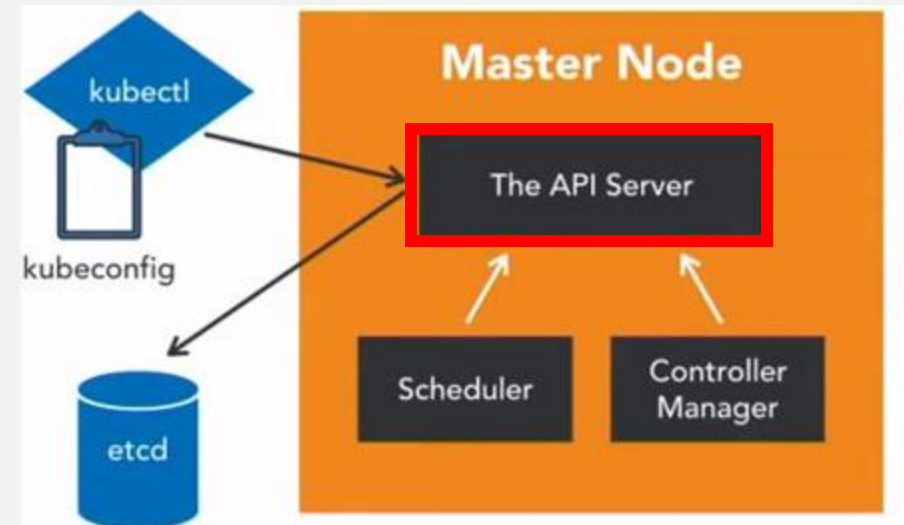 Master Node
kubectl
The API Server
kubeconfig
Scheduler
Controller
Manager
etcd